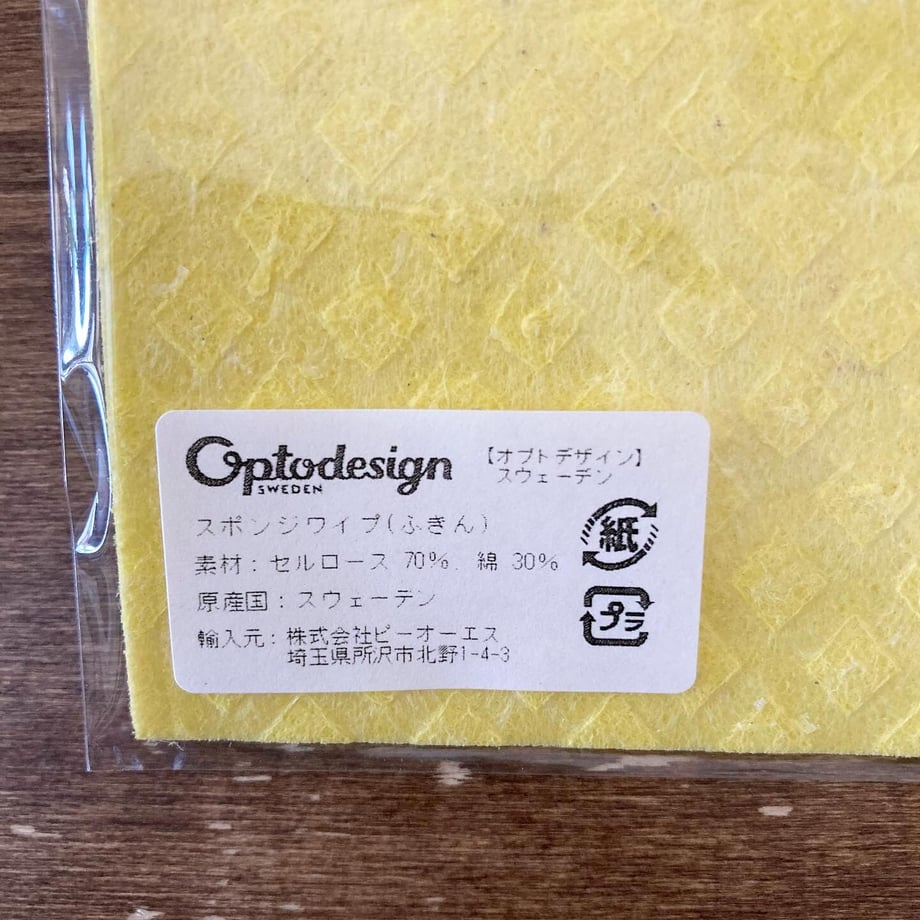 Optodesign
SWEDEN
【オプトデザイン】
スウェーデン
スポンジワイプ(ふきん)
素材: セルロース 70%. 綿 30%
原産国: スウェーデン
輸入元: 株式会社ビーオーエス
埼玉県所沢市北野1-4-3
紙
プラ